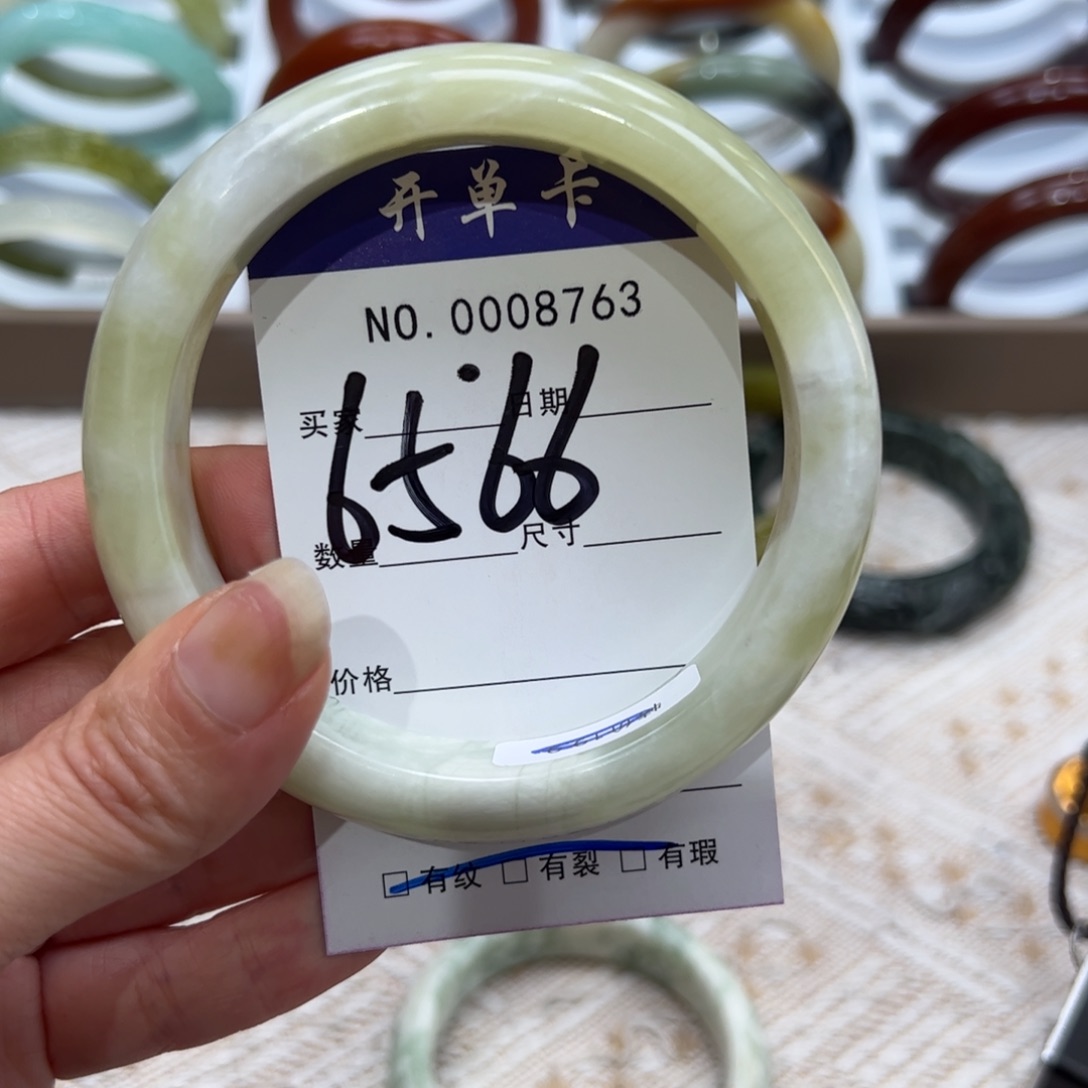 开单卡
NO.0008763
买家 日期
65·66
数量 尺寸
价格
□有纹 □有裂 □有瑕